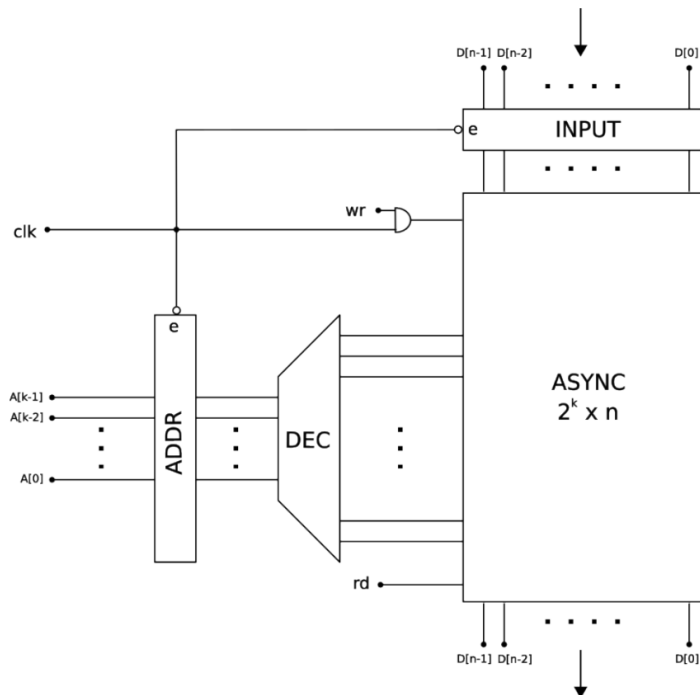 D[n-1] D[n-2] D[0]
e INPUT
wr
clk
e
ADDR
A[k-1]
A[k-2]
A[0]
DEC
ASYNC
2^k x n
rd
D[n-1] D[n-2] D[0]